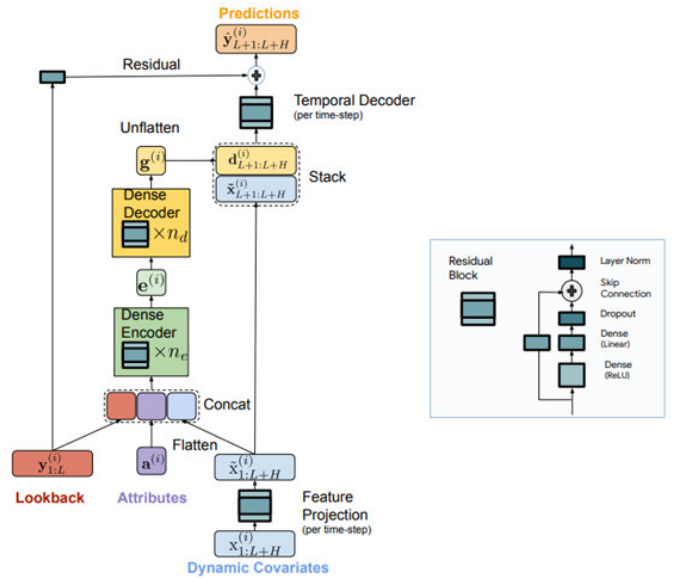 Predictions
ŷ^{(i)}_{L+1:L+H}
Residual
Temporal Decoder
(per time-step)
Unflatten
g^{(i)}
d^{(i)}_{L+1:L+H}
x̃^{(i)}_{L+1:L+H}
Stack
Dense
Decoder
×n_d
e^{(i)}
Dense
Encoder
×n_e
Concat
Flatten
y^{(i)}_{1:L}
a^{(i)}
x̃^{(i)}_{1:L+H}
Lookback
Attributes
Feature
Projection
(per time-step)
x^{(i)}_{1:L+H}
Dynamic Covariates
Residual
Block
Layer Norm
Skip
Connection
Dropout
Dense
(Linear)
Dense
(ReLU)